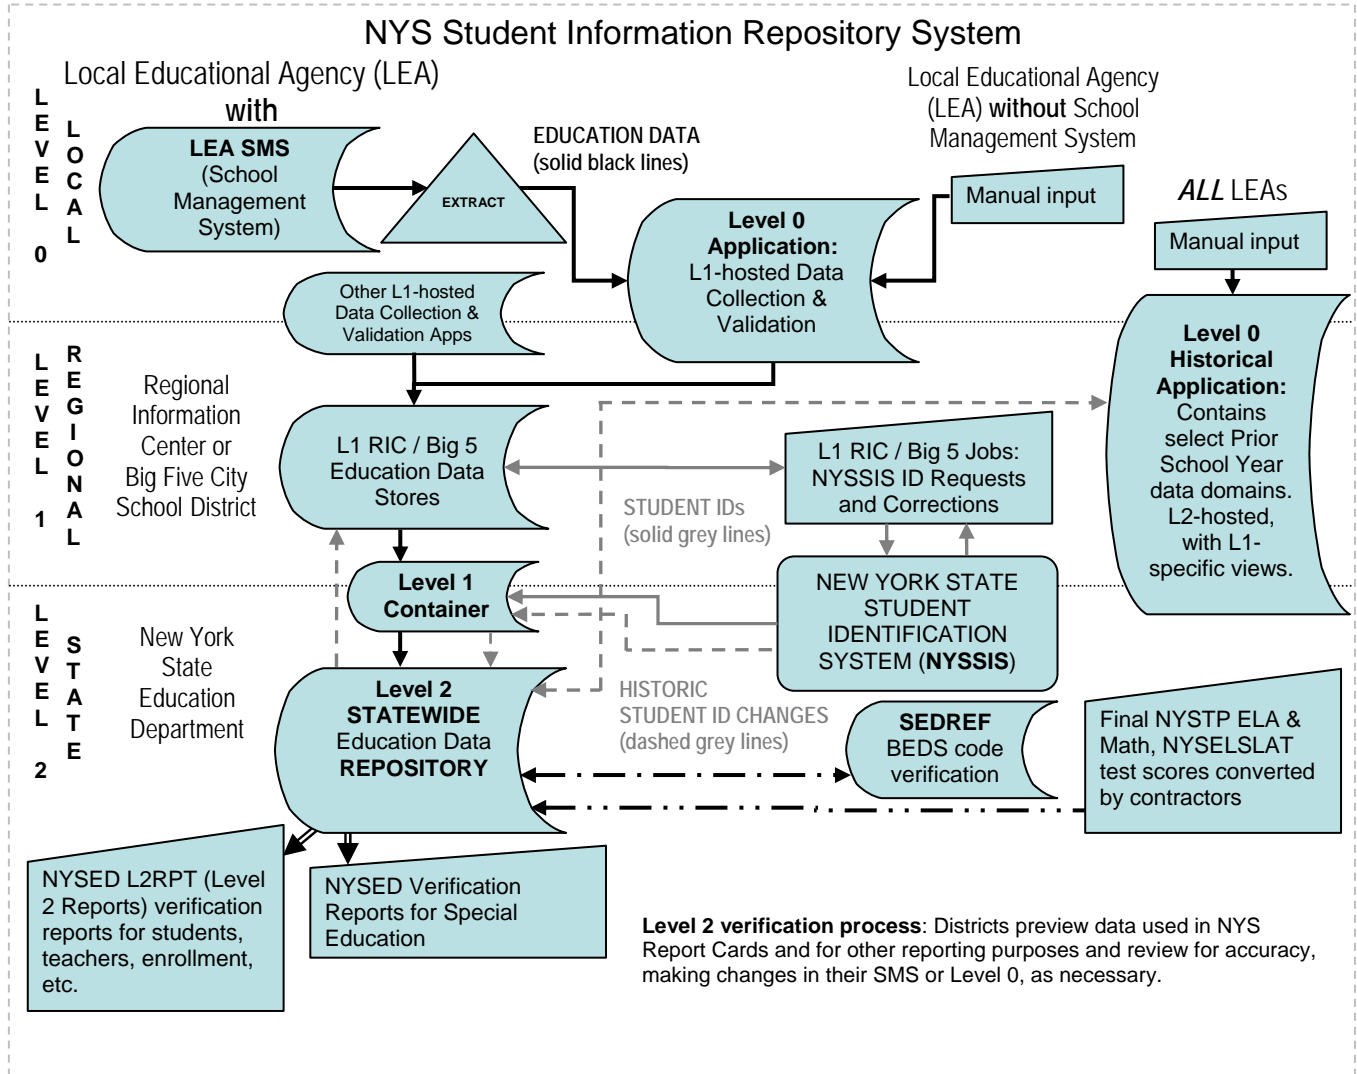 NYS Student Information Repository System
Local Educational Agency (LEA)
with
Local Educational Agency
(LEA) without School
Management System
LEVEL 0
LOCAL
LEA SMS
(School
Management
System)
EXTRACT
EDUCATION DATA
(solid black lines)
Manual input
ALL LEAs
Manual input
Level 0
Application:
L1-hosted Data
Collection &
Validation
Other L1-hosted
Data Collection &
Validation Apps
Level 0
Historical
Application:
Contains
select Prior
School Year
data domains.
L2-hosted,
with L1-
specific views.
LEVEL 1
REGIONAL
Regional
Information
Center or
Big Five City
School District
L1 RIC / Big 5
Education Data
Stores
L1 RIC / Big 5 Jobs:
NYSSIS ID Requests
and Corrections
STUDENT IDs
(solid grey lines)
Level 1
Container
NEW YORK STATE
STUDENT
IDENTIFICATION
SYSTEM (NYSSIS)
LEVEL 2
STATE
New York
State
Education
Department
Level 2
STATEWIDE
Education Data
REPOSITORY
HISTORIC
STUDENT ID CHANGES
(dashed grey lines)
SEDREF
BEDS code
verification
Final NYSTP ELA &
Math, NYSELSLAT
test scores converted
by contractors
NYSED L2RPT (Level
2 Reports) verification
reports for students,
teachers, enrollment,
etc.
NYSED Verification
Reports for Special
Education
Level 2 verification process: Districts preview data used in NYS
Report Cards and for other reporting purposes and review for accuracy,
making changes in their SMS or Level 0, as necessary.